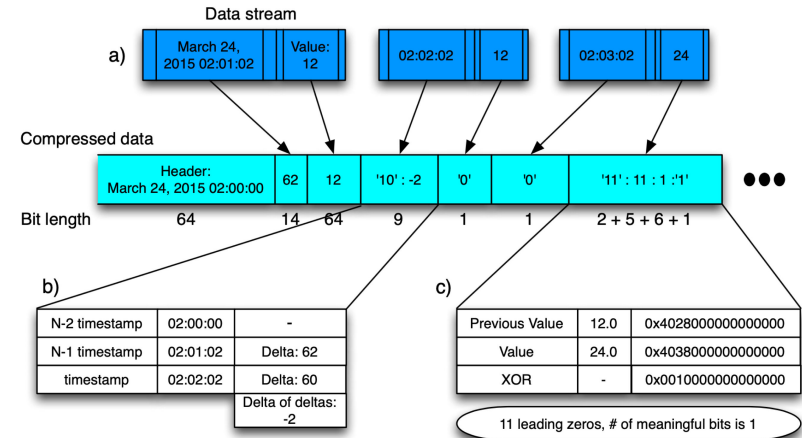 Data stream
a)
March 24,
2015 02:01:02
Value:
12
02:02:02
12
02:03:02
24
Compressed data
Header:
March 24, 2015 02:00:00
62
12
'10' : -2
'0'
'0'
'11' : 11 : 1 :'1'
Bit length
64
14
64
9
1
1
2 + 5 + 6 + 1
b)
N-2 timestamp
02:00:00
-
N-1 timestamp
02:01:02
Delta: 62
timestamp
02:02:02
Delta: 60
Delta of deltas:
-2
c)
Previous Value
12.0
0x4028000000000000
Value
24.0
0x4038000000000000
XOR
-
0x0010000000000000
11 leading zeros, # of meaningful bits is 1